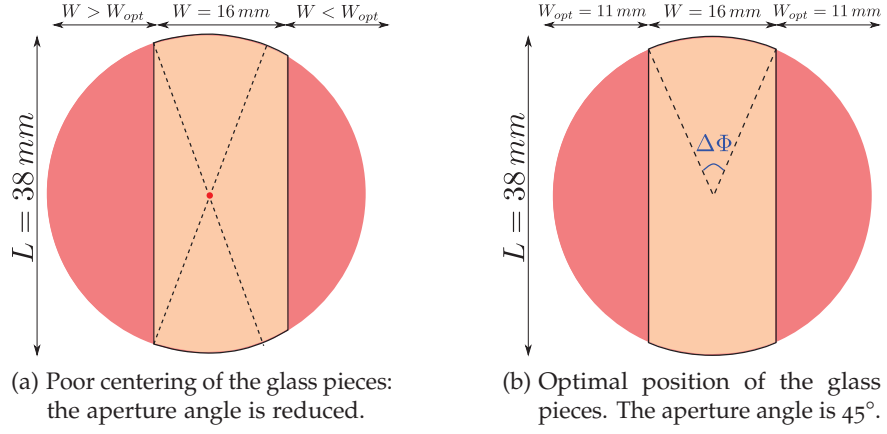 W > W_opt W = 16 mm W < W_opt
L = 38 mm
(a) Poor centering of the glass pieces:
the aperture angle is reduced.
W_opt = 11 mm W = 16 mm W_opt = 11 mm
L = 38 mm
ΔΦ
(b) Optimal position of the glass
pieces. The aperture angle is 45°.